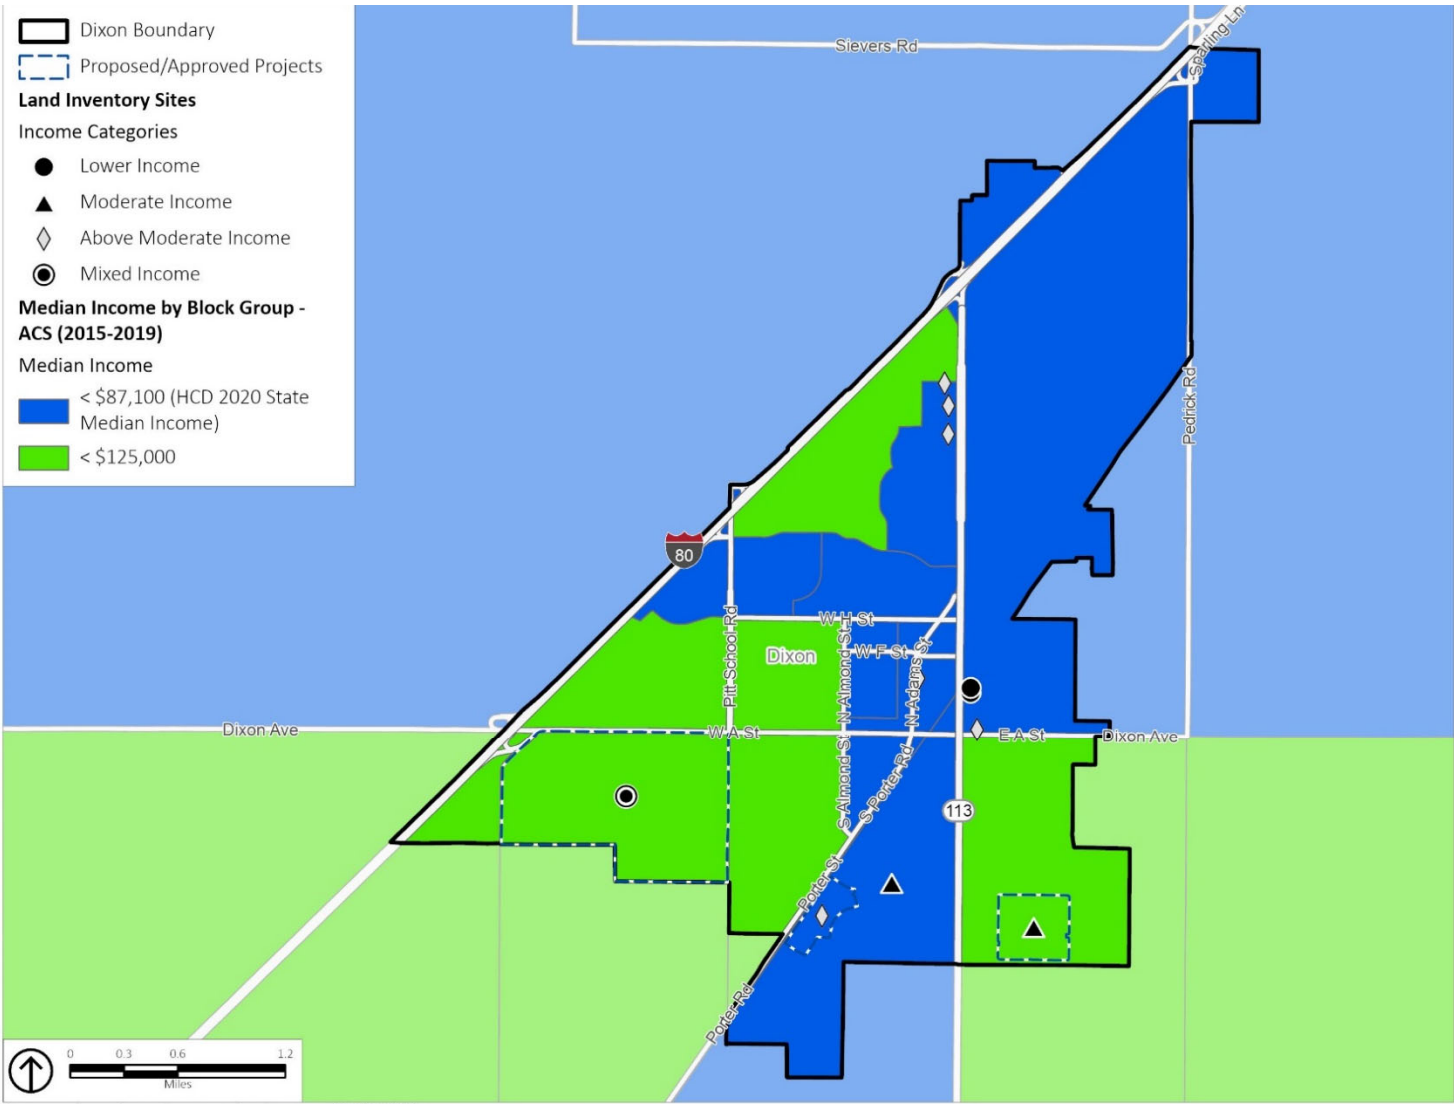 Dixon Boundary
Proposed/Approved Projects
Land Inventory Sites
Income Categories
Lower Income
Moderate Income
Above Moderate Income
Mixed Income
Median Income by Block Group -
ACS (2015-2019)
Median Income
< $87,100 (HCD 2020 State
Median Income)
< $125,000
Sievers Rd
Sparling Ln
Pedrick Rd
80
Pitt School Rd
W H St
Dixon
W F St
N Almond St
N Adams St
Dixon Ave
W A St
E A St
Dixon Ave
S Almond St
S Porter Rd
113
Porter St
Porter Rd
0 0.3 0.6 1.2
Miles